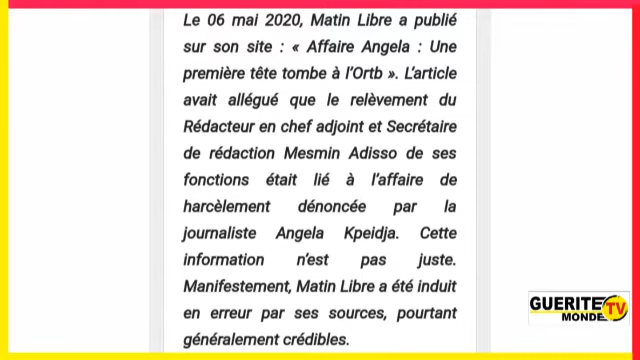 Le 06 mai 2020, Matin Libre a publié
sur son site : « Affaire Angela : Une
première tête tombe à l’Ortb ». L’article
avait allégué que le relèvement du
Rédacteur en chef adjoint et Secrétaire
de rédaction Mesmin Adisso de ses
fonctions était lié à l’affaire de
harcèlement dénoncée par la
journaliste Angela Kpeidja. Cette
information n’est pas juste.
Manifestement, Matin Libre a été induit
en erreur par ses sources, pourtant
généralement crédibles.
GUERITE TV
MONDE